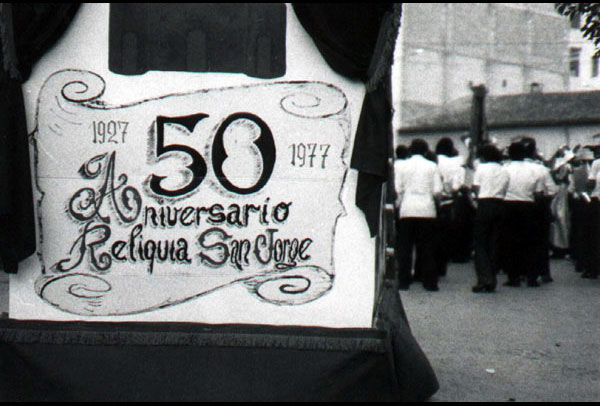 1927 50 1977
Aniversario
Reliquia San Jorge